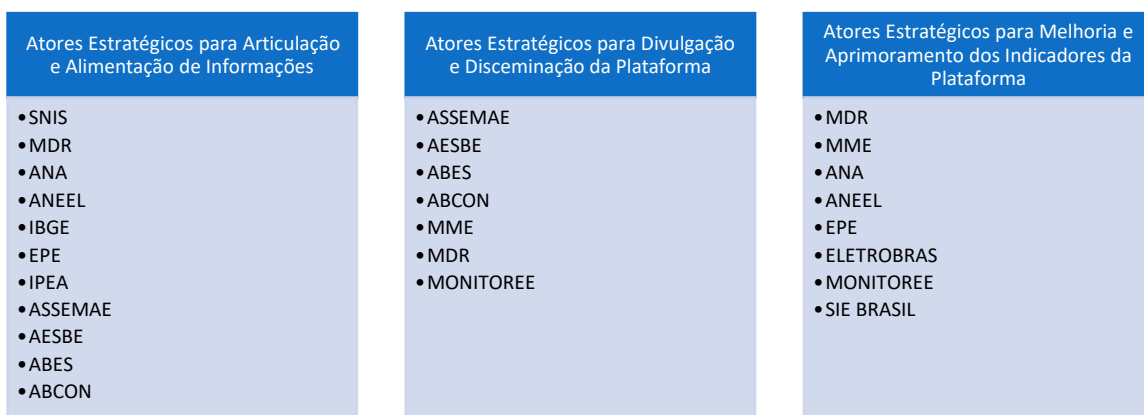 Atores Estratégicos para Articulação
e Alimentação de Informações
• SNIS
• MDR
• ANA
• ANEEL
• IBGE
• EPE
• IPEA
• ASSEMAE
• AESBE
• ABES
• ABCON
Atores Estratégicos para Divulgação
e Disceminação da Plataforma
• ASSEMAE
• AESBE
• ABES
• ABCON
• MME
• MDR
• MONITOREE
Atores Estratégicos para Melhoria e
Aprimoramento dos Indicadores da
Plataforma
• MDR
• MME
• ANA
• ANEEL
• EPE
• ELETROBRAS
• MONITOREE
• SIE BRASIL